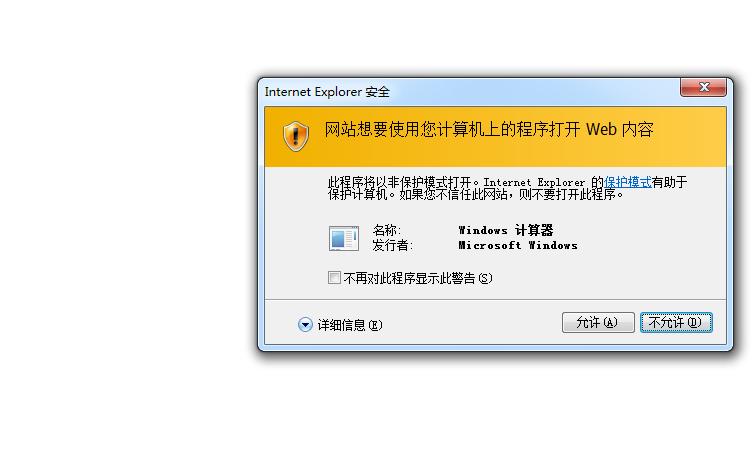 Internet Explorer 安全
网站想要使用您计算机上的程序打开 Web 内容
此程序将以非保护模式打开。Internet Explorer 的保护模式有助于
保护计算机。如果您不信任此网站，则不要打开此程序。
名称: Windows 计算器
发行者: Microsoft Windows
不再对此程序显示此警告(S)
详细信息(E) 允许(A) 不允许(D)